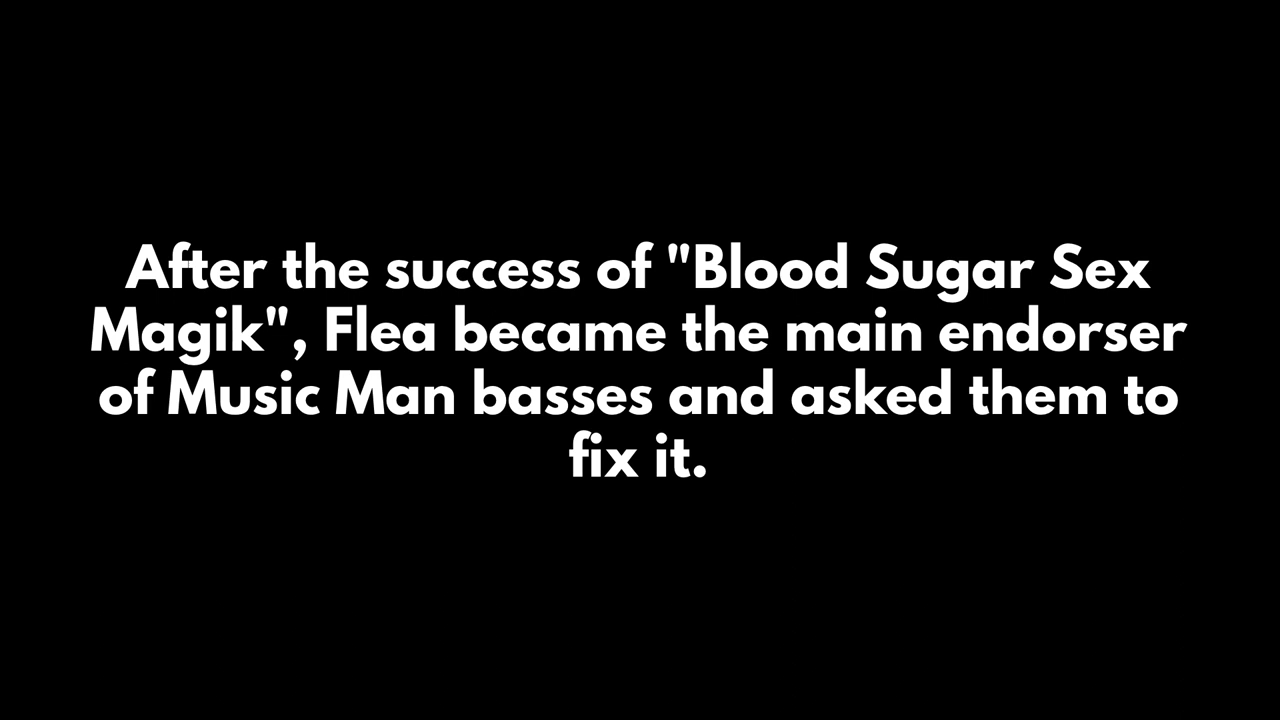 After the success of "Blood Sugar Sex
Magik", Flea became the main endorser
of Music Man basses and asked them to
fix it.